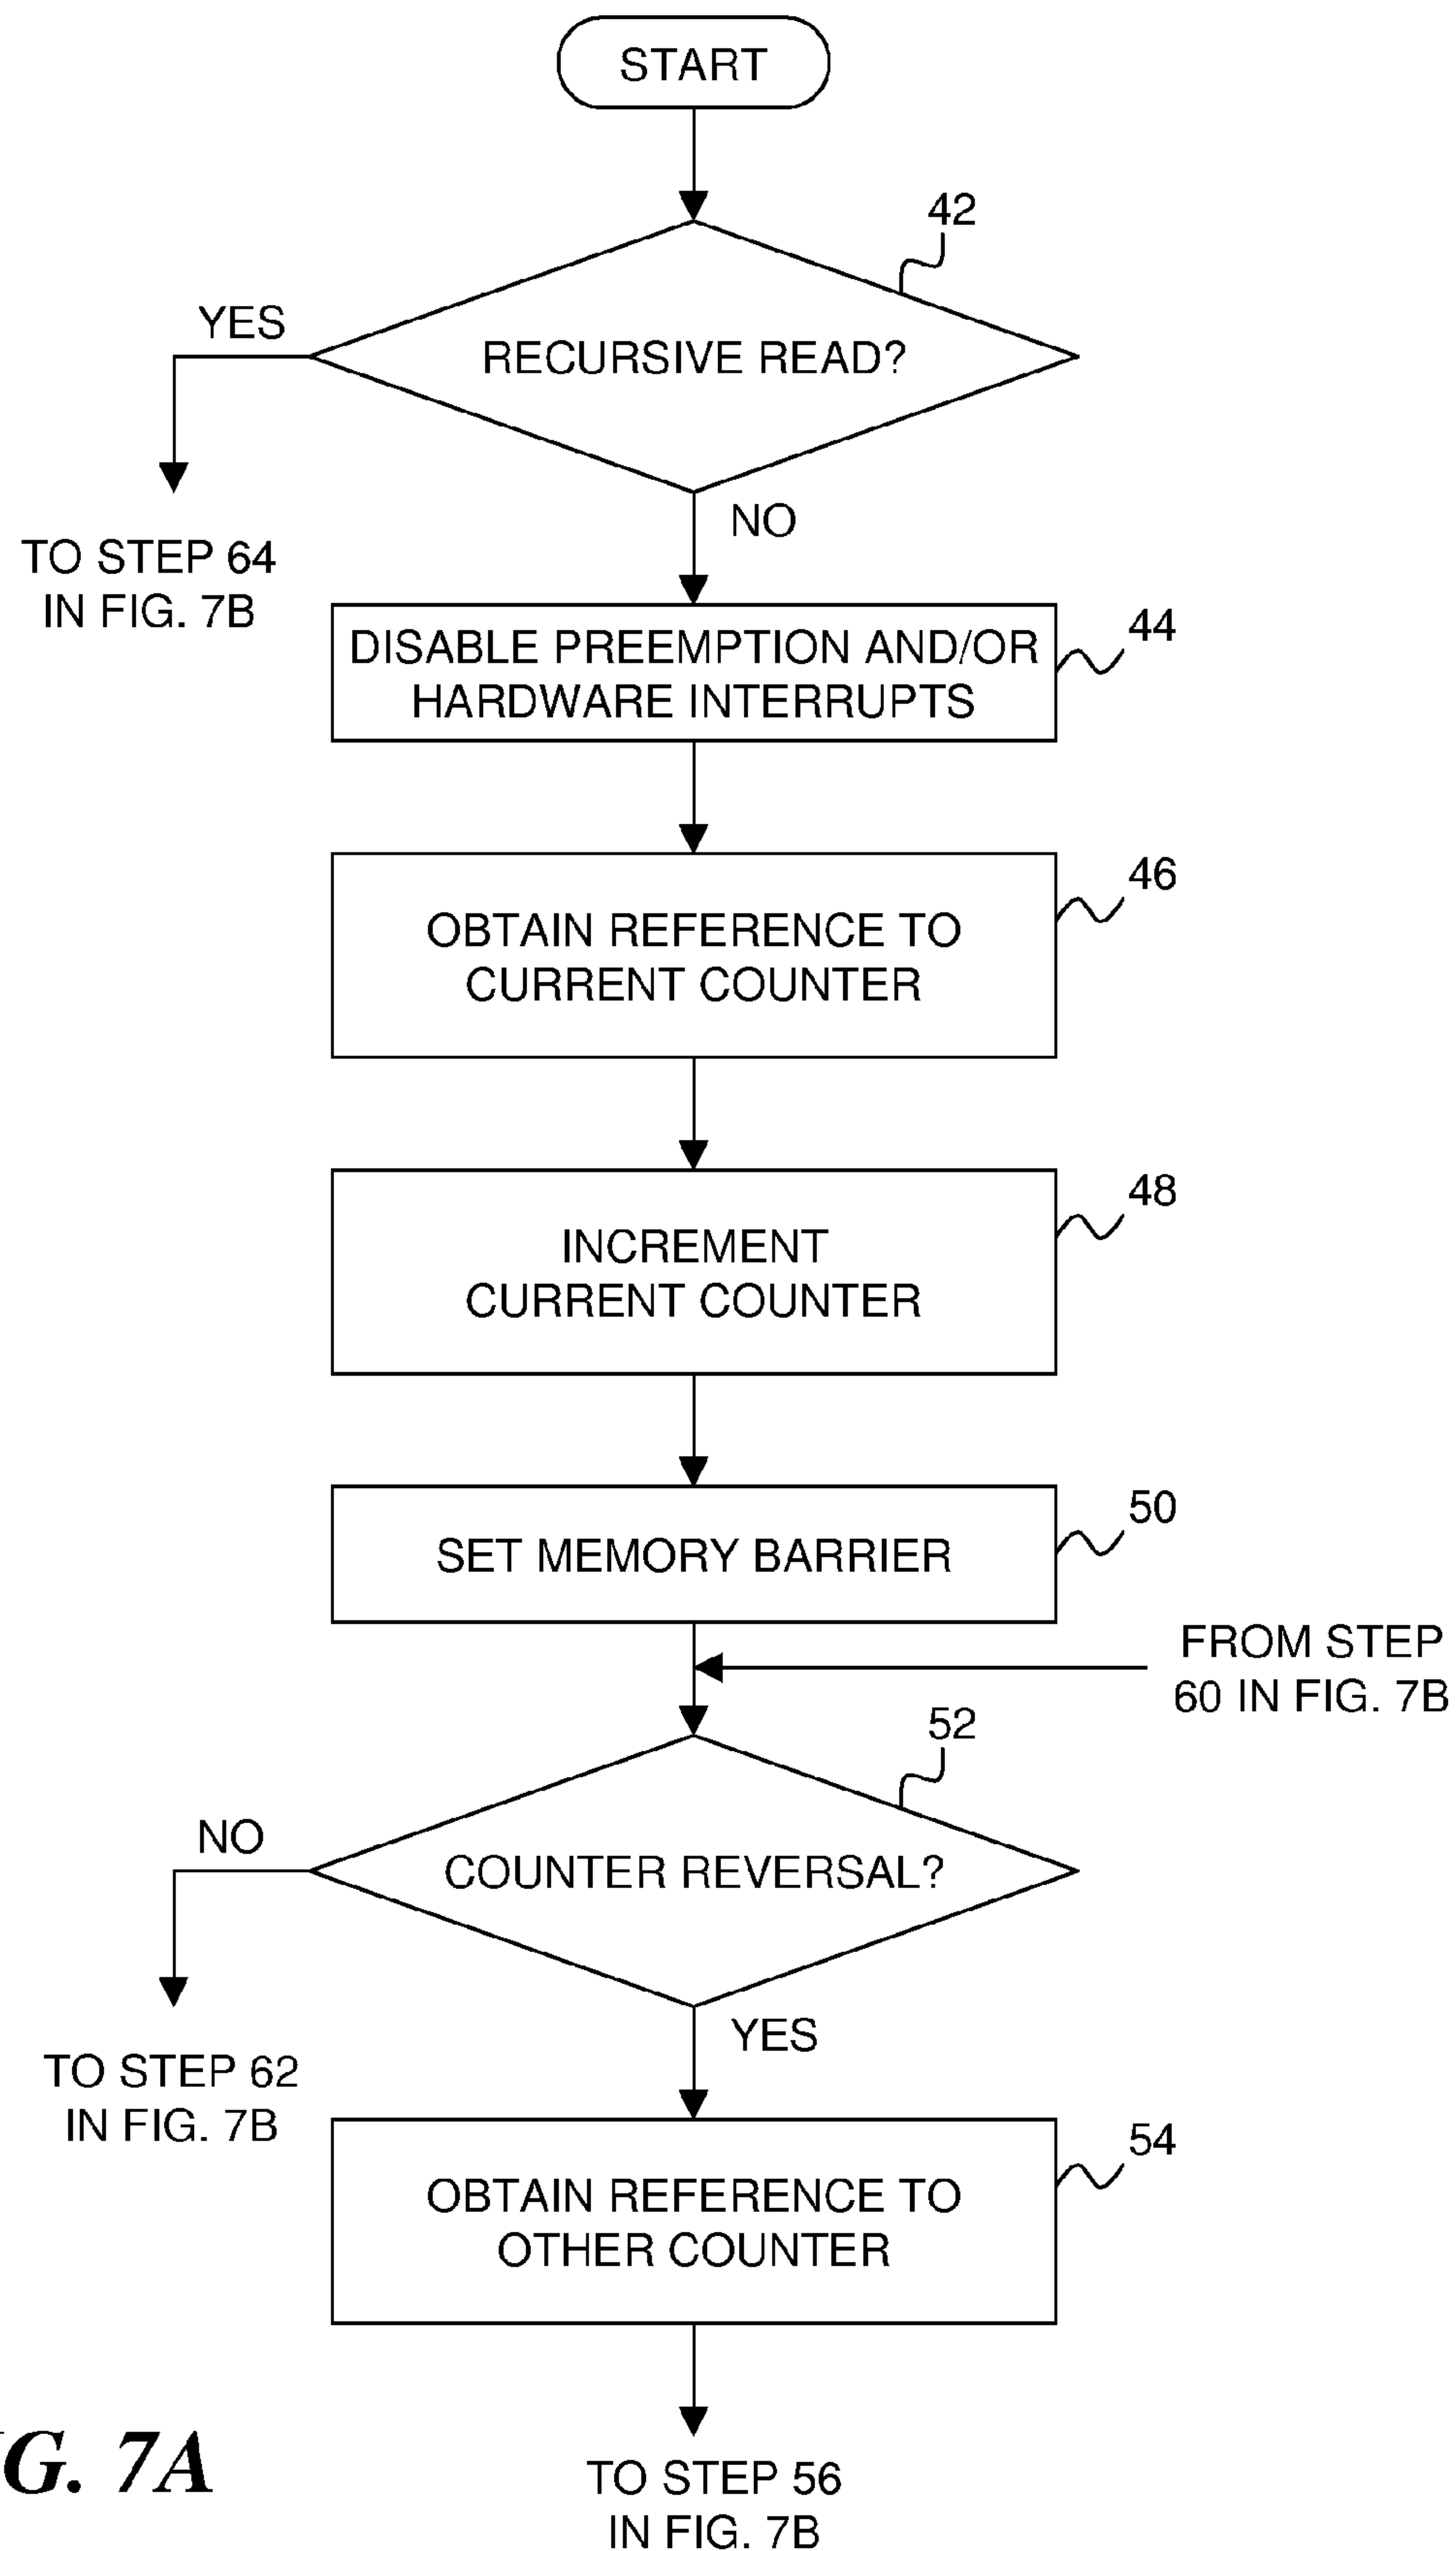 START
42
YES
RECURSIVE READ?
NO
TO STEP 64
IN FIG. 7B
DISABLE PREEMPTION AND/OR
HARDWARE INTERRUPTS
44
OBTAIN REFERENCE TO
CURRENT COUNTER
46
INCREMENT
CURRENT COUNTER
48
SET MEMORY BARRIER
50
FROM STEP
60 IN FIG. 7B
52
NO
COUNTER REVERSAL?
YES
TO STEP 62
IN FIG. 7B
OBTAIN REFERENCE TO
OTHER COUNTER
54
G. 7A
TO STEP 56
IN FIG. 7B